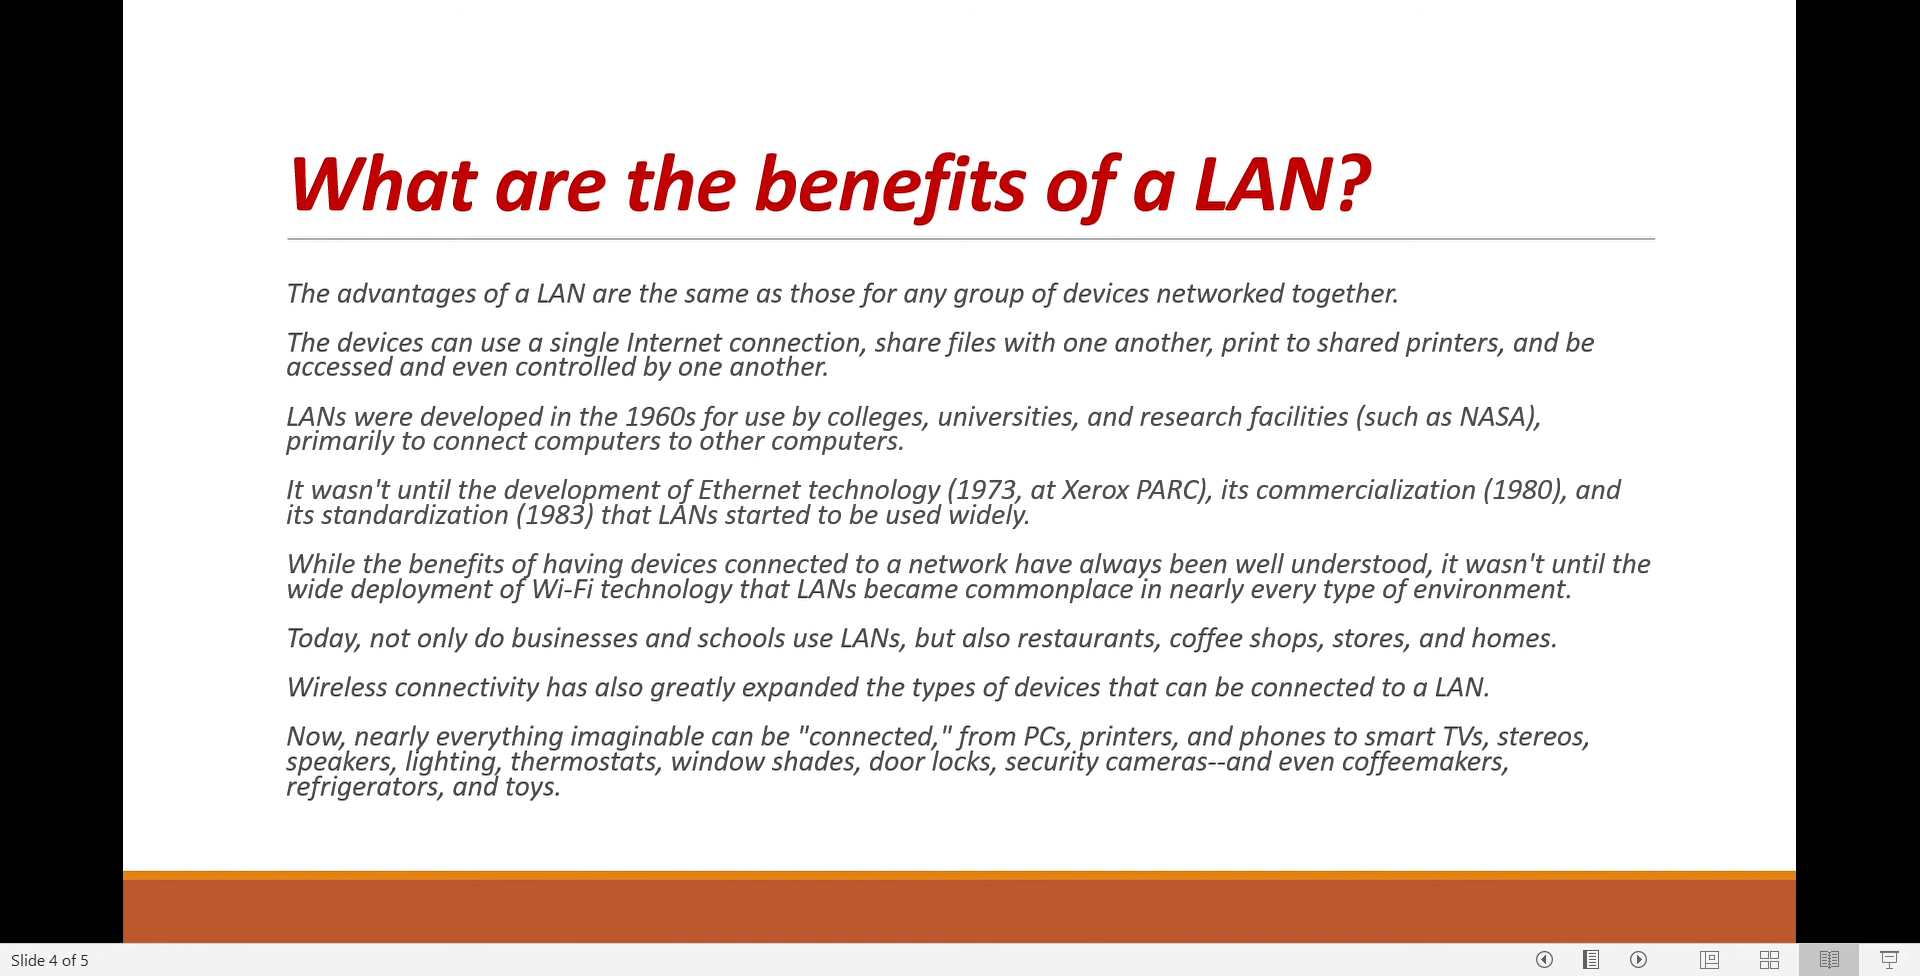 What are the benefits of a LAN?
The advantages of a LAN are the same as those for any group of devices networked together.
The devices can use a single Internet connection, share files with one another, print to shared printers, and be
accessed and even controlled by one another.
LANs were developed in the 1960s for use by colleges, universities, and research facilities (such as NASA),
primarily to connect computers to other computers.
It wasn't until the development of Ethernet technology (1973, at Xerox PARC), its commercialization (1980), and
its standardization (1983) that LANs started to be used widely.
While the benefits of having devices connected to a network have always been well understood, it wasn't until the
wide deployment of Wi-Fi technology that LANs became commonplace in nearly every type of environment.
Today, not only do businesses and schools use LANs, but also restaurants, coffee shops, stores, and homes.
Wireless connectivity has also greatly expanded the types of devices that can be connected to a LAN.
Now, nearly everything imaginable can be "connected," from PCs, printers, and phones to smart TVs, stereos,
speakers, lighting, thermostats, window shades, door locks, security cameras--and even coffeemakers,
refrigerators, and toys.
Slide 4 of 5